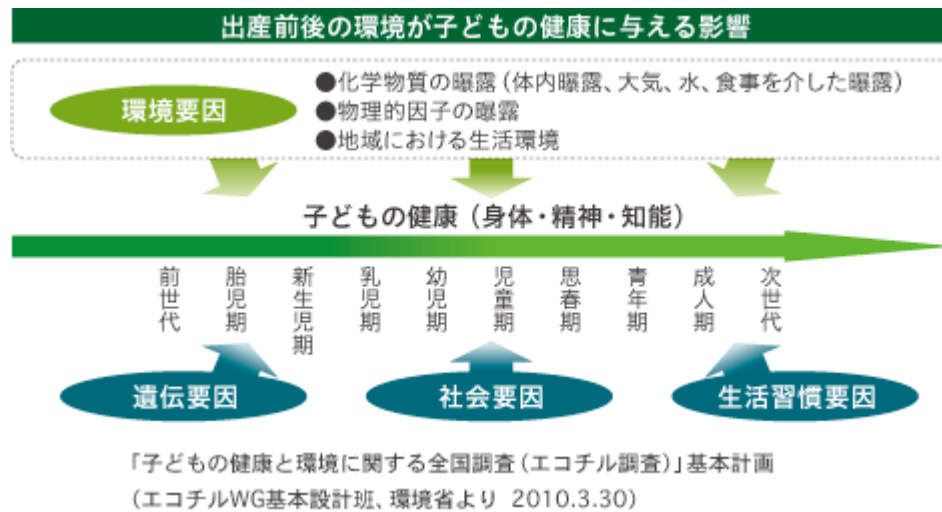 出産前後の環境が子どもの健康に与える影響
環境要因
●化学物質の曝露(体内曝露、大気、水、食事を介した曝露)
●物理的因子の曝露
●地域における生活環境
子どもの健康(身体・精神・知能)
前世代
胎児期
新生児期
乳児期
幼児期
児童期
思春期
青年期
成人期
次世代
遺伝要因
社会要因
生活習慣要因
「子どもの健康と環境に関する全国調査(エコチル調査)」基本計画
(エコチルWG基本設計班、環境省より 2010.3.30)